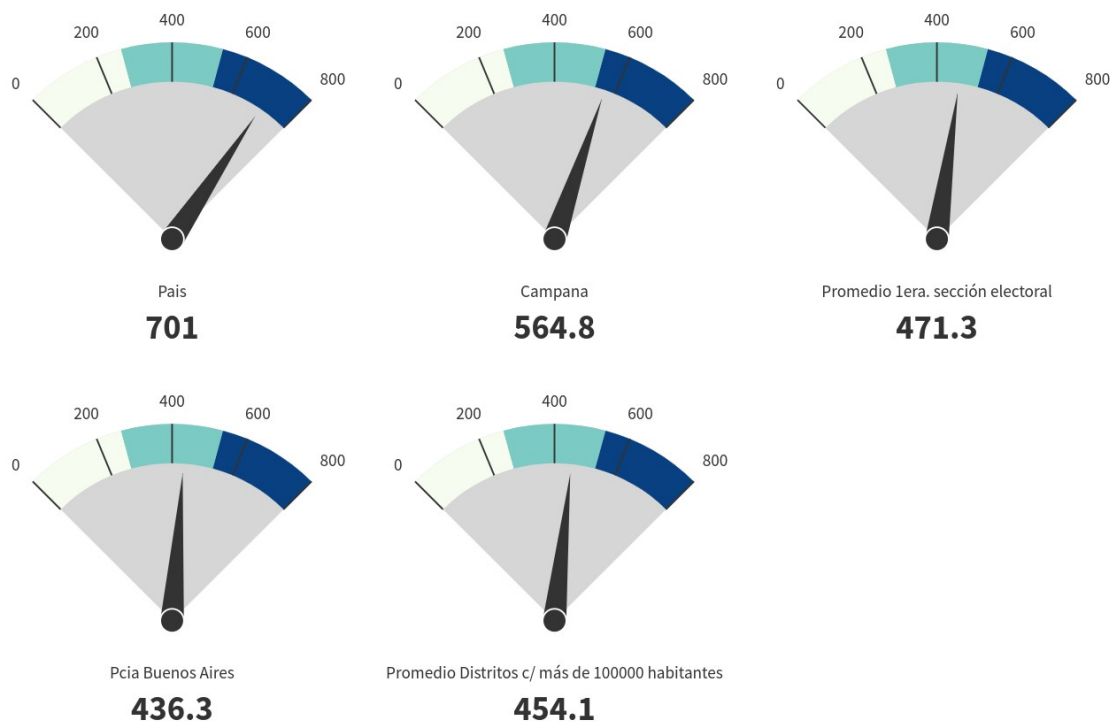 0 200 400 600 800
Pais
701
0 200 400 600 800
Campana
564.8
0 200 400 600 800
Promedio 1era. sección electoral
471.3
0 200 400 600 800
Pcia Buenos Aires
436.3
0 200 400 600 800
Promedio Distritos c/ más de 100000 habitantes
454.1